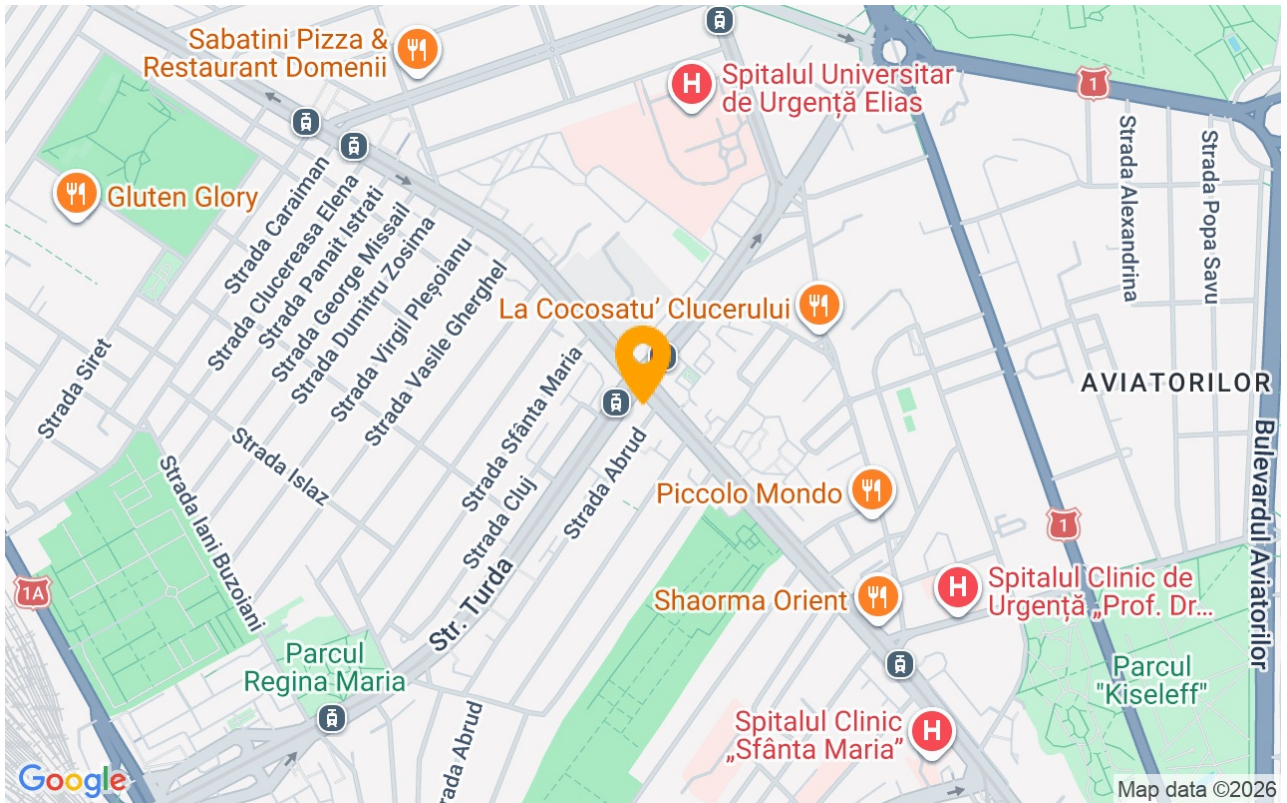 Sabatini Pizza &
Restaurant Domenii
Spitalul Universitar
de Urgență Elias
1
Strada Alexandrina
Strada Popa Savu
Gluten Glory
Strada Caraiman
Strada Clucereasa Elena
Strada Panait Istrati
Strada George Missail
Strada Dumitru Zosima
Strada Virgil Pleșoianu
Strada Vasile Gherghel
La Cocosatu’ Clucerului
Strada Siret
Strada Sfânta Maria
AVIATORILOR
Strada Islaz
Strada Iani Buzoiani
Strada Cluj
Strada Abrud
Piccolo Mondo
Bulevardul Aviatorilor
1
1A
Str. Turda
Shaorma Orient
Spitalul Clinic de
Urgență „Prof. Dr...
Parcul
Regina Maria
Parcul
"Kiseleff"
Strada Abrud
Spitalul Clinic
„Sfânta Maria”
Google
Map data ©2026